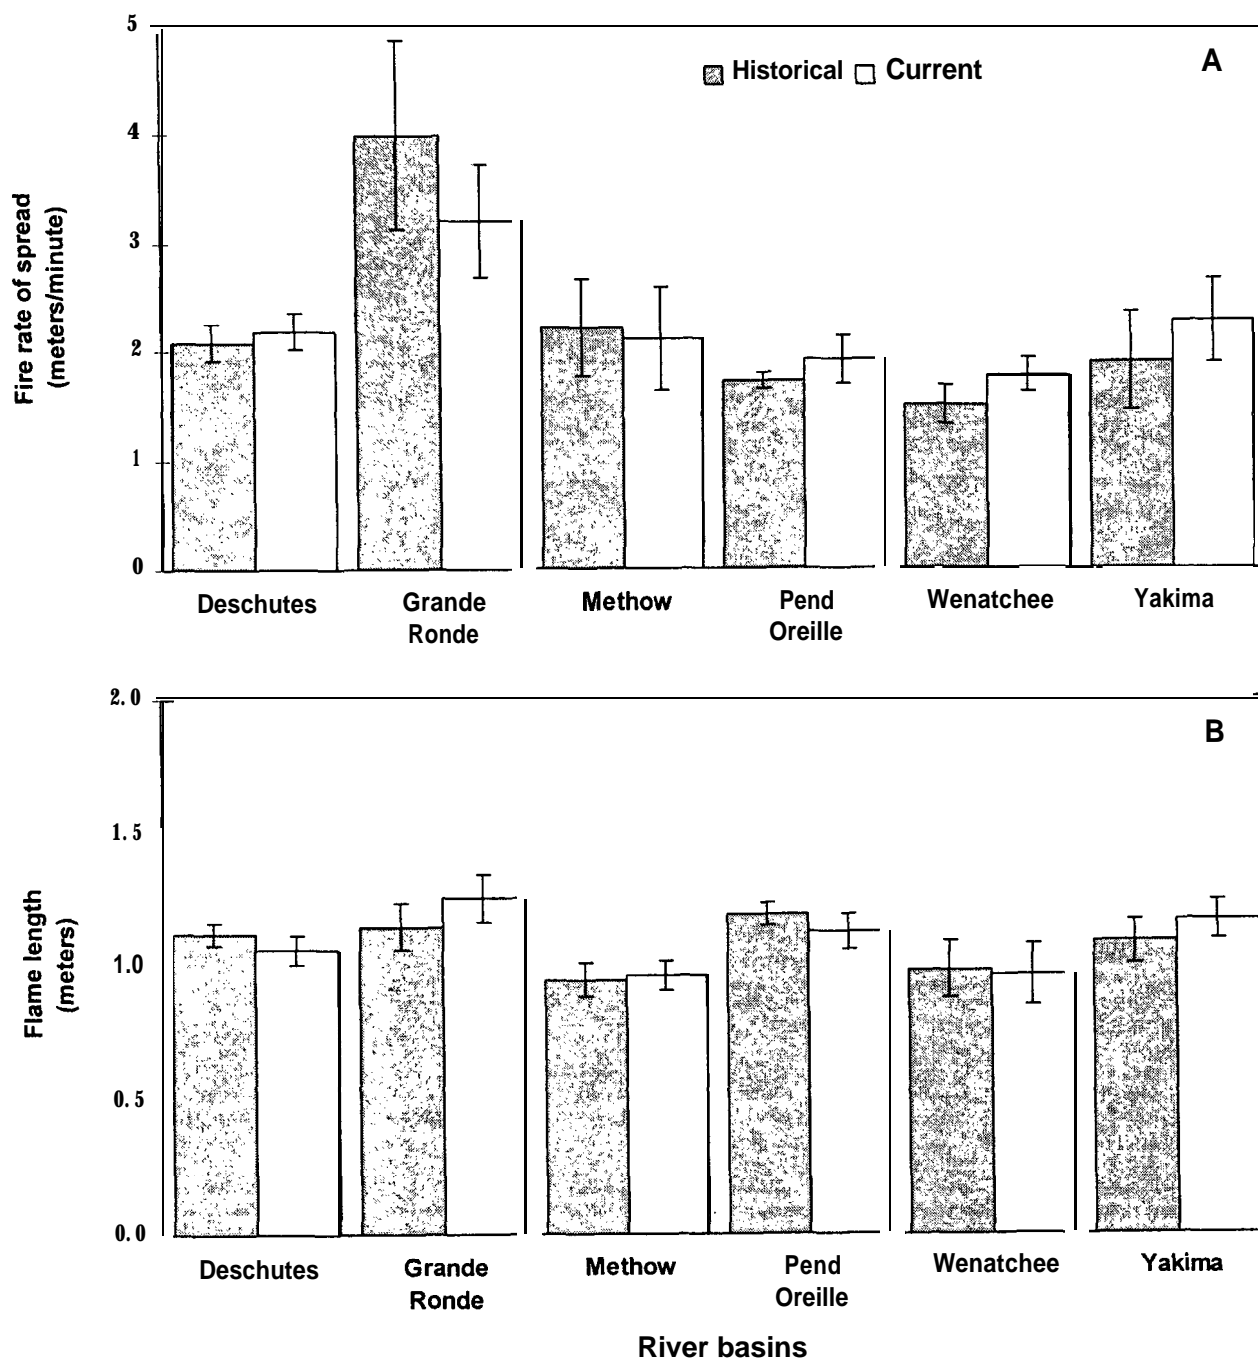 5
Historical Current
A
4
3
2
1
0
Fire rate of spread
(meters/minute)
Deschutes
Grande
Ronde
Methow
Pend
Oreille
Wenatchee
Yakima
2.0
B
1.5
1.0
0.5
0.0
Flame length
(meters)
Deschutes
Grande
Ronde
Methow
Pend
Oreille
Wenatchee
Yakima
River basins